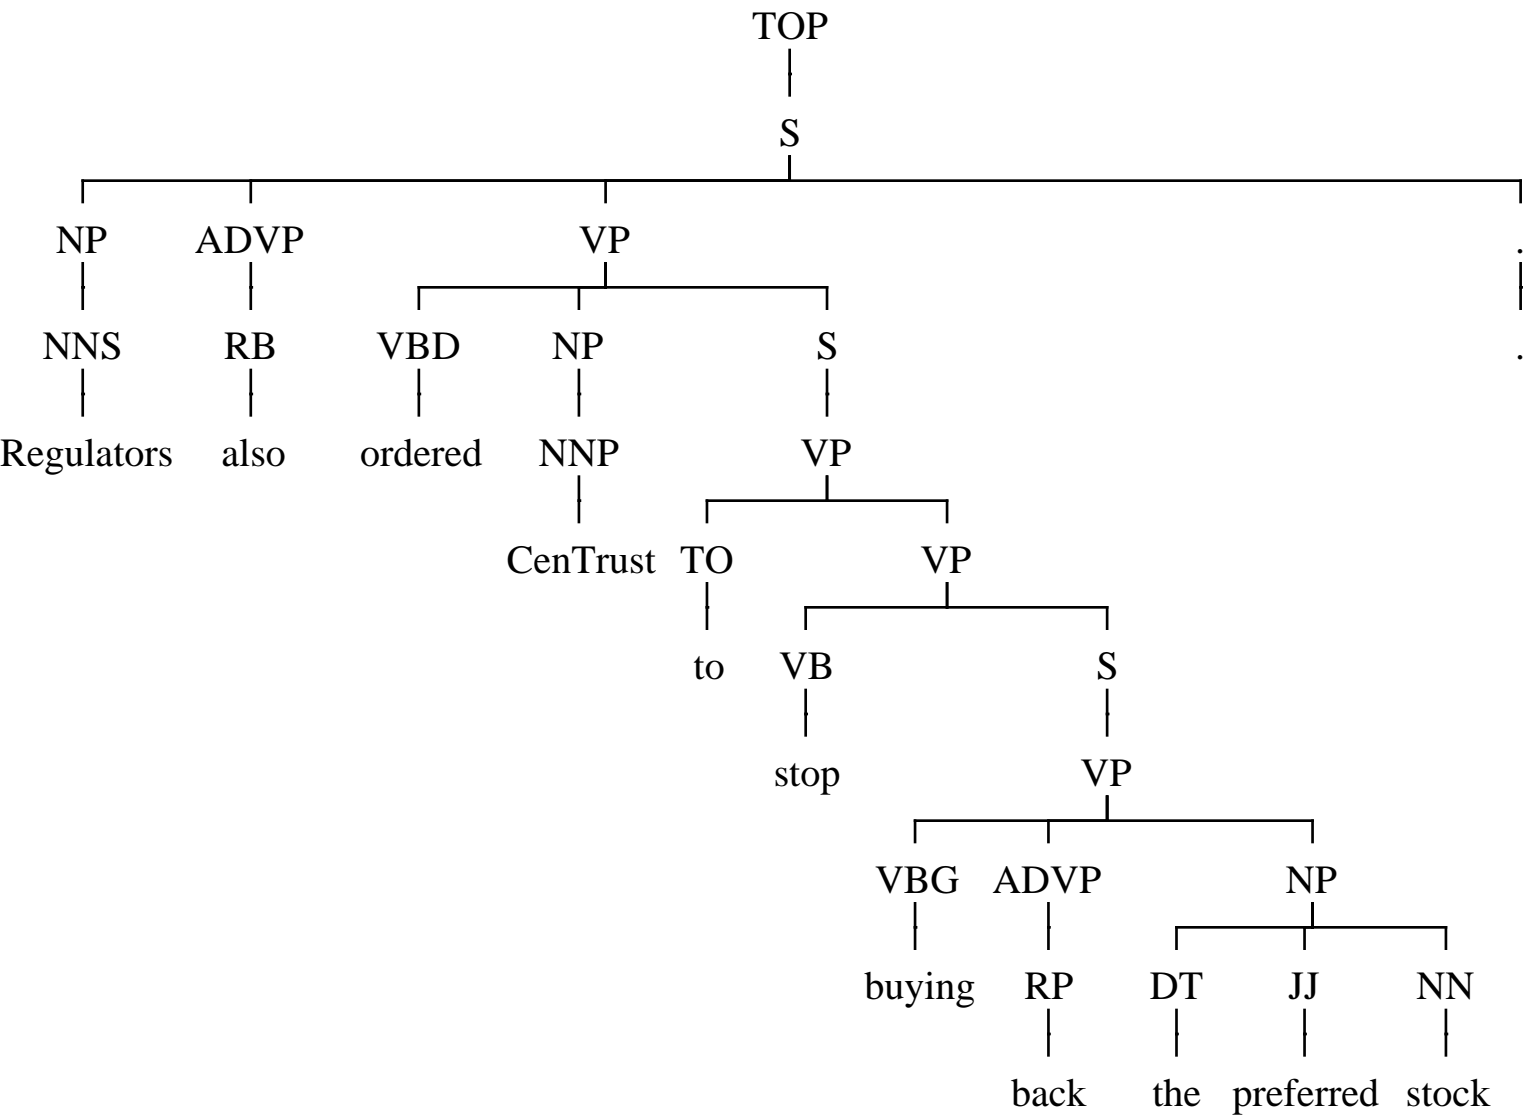 TOP
S
NP ADVP VP .
NNS RB VBD NP S .
Regulators also ordered NNP VP
CenTrust TO VP
to VB S
stop VP
VBG ADVP NP
buying RP DT JJ NN
back the preferred stock